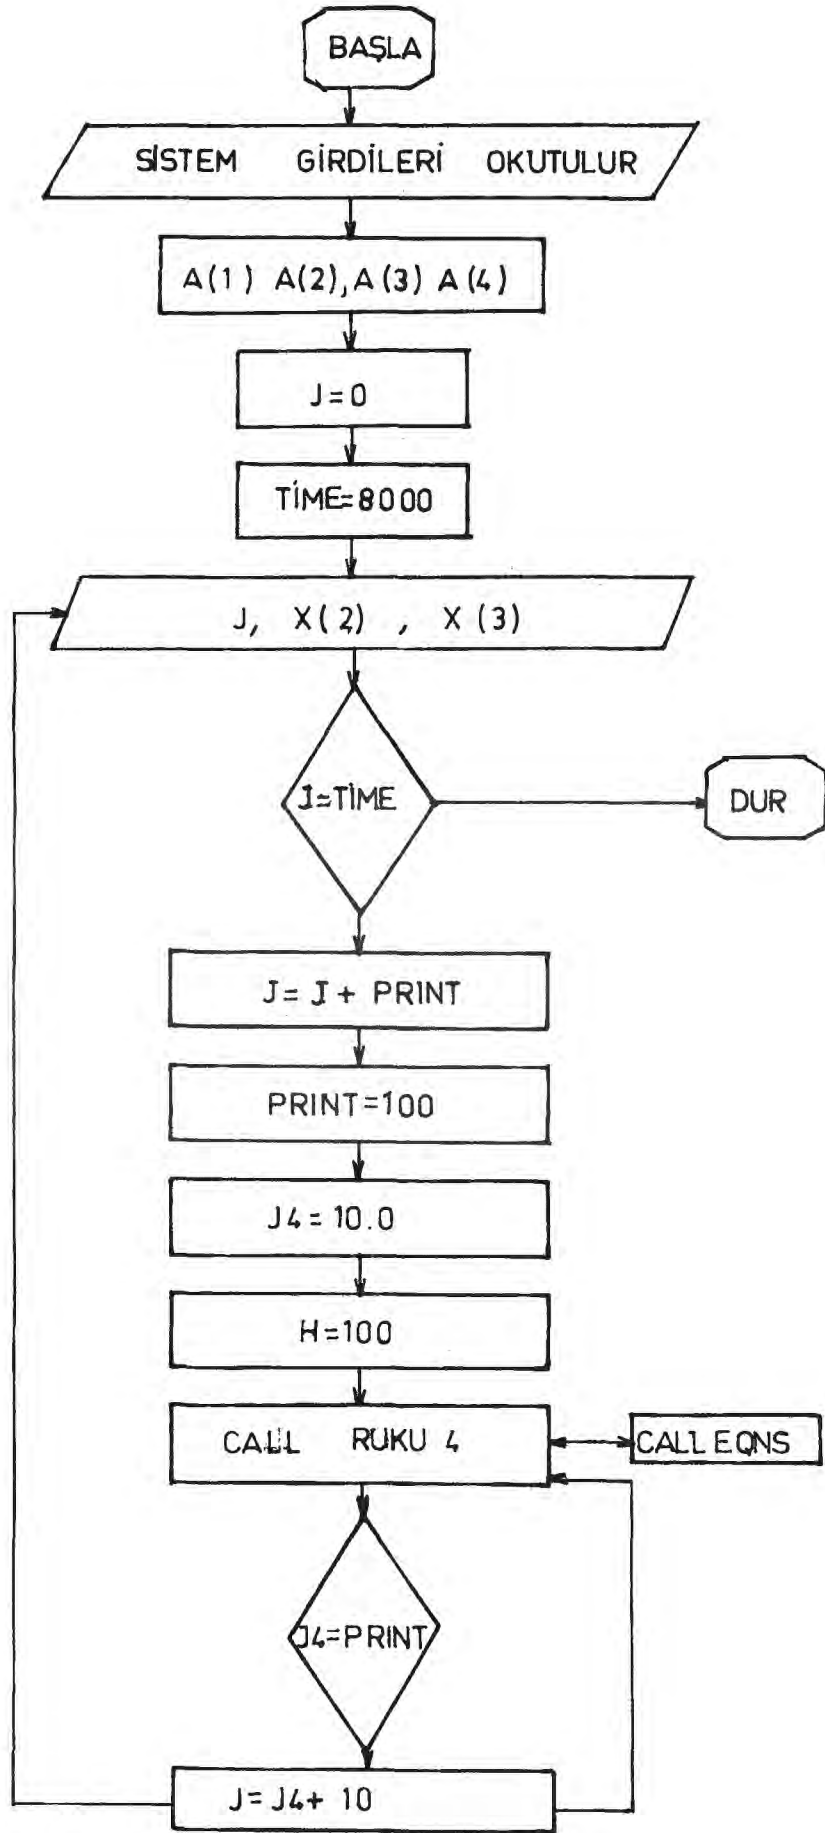 BAŞLA
SİSTEM GİRDİLERİ OKUTULUR
A(1) A(2), A(3) A(4)
J=0
TİME=8000
J, X(2) , X(3)
J=TİME
DUR
J= J + PRINT
PRINT=100
J4=10.0
H=100
CALL RUKU 4
CALL EQNS
J4=PRINT
J=J4+ 10